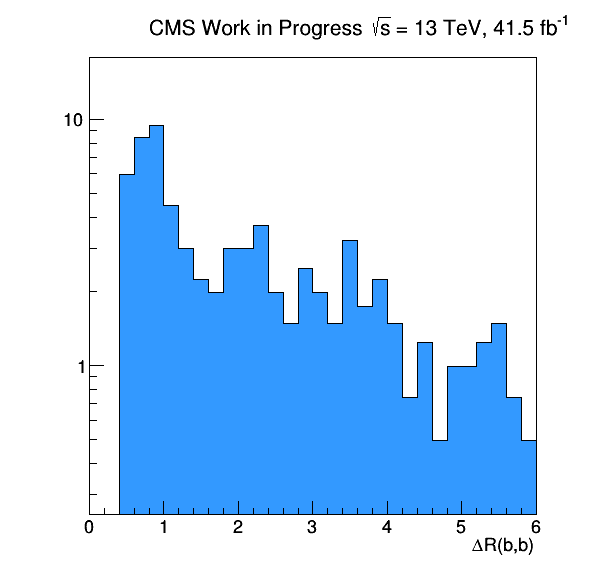 CMS Work in Progress √s = 13 TeV, 41.5 fb⁻¹
10
1
0 1 2 3 4 5 6
ΔR(b,b)